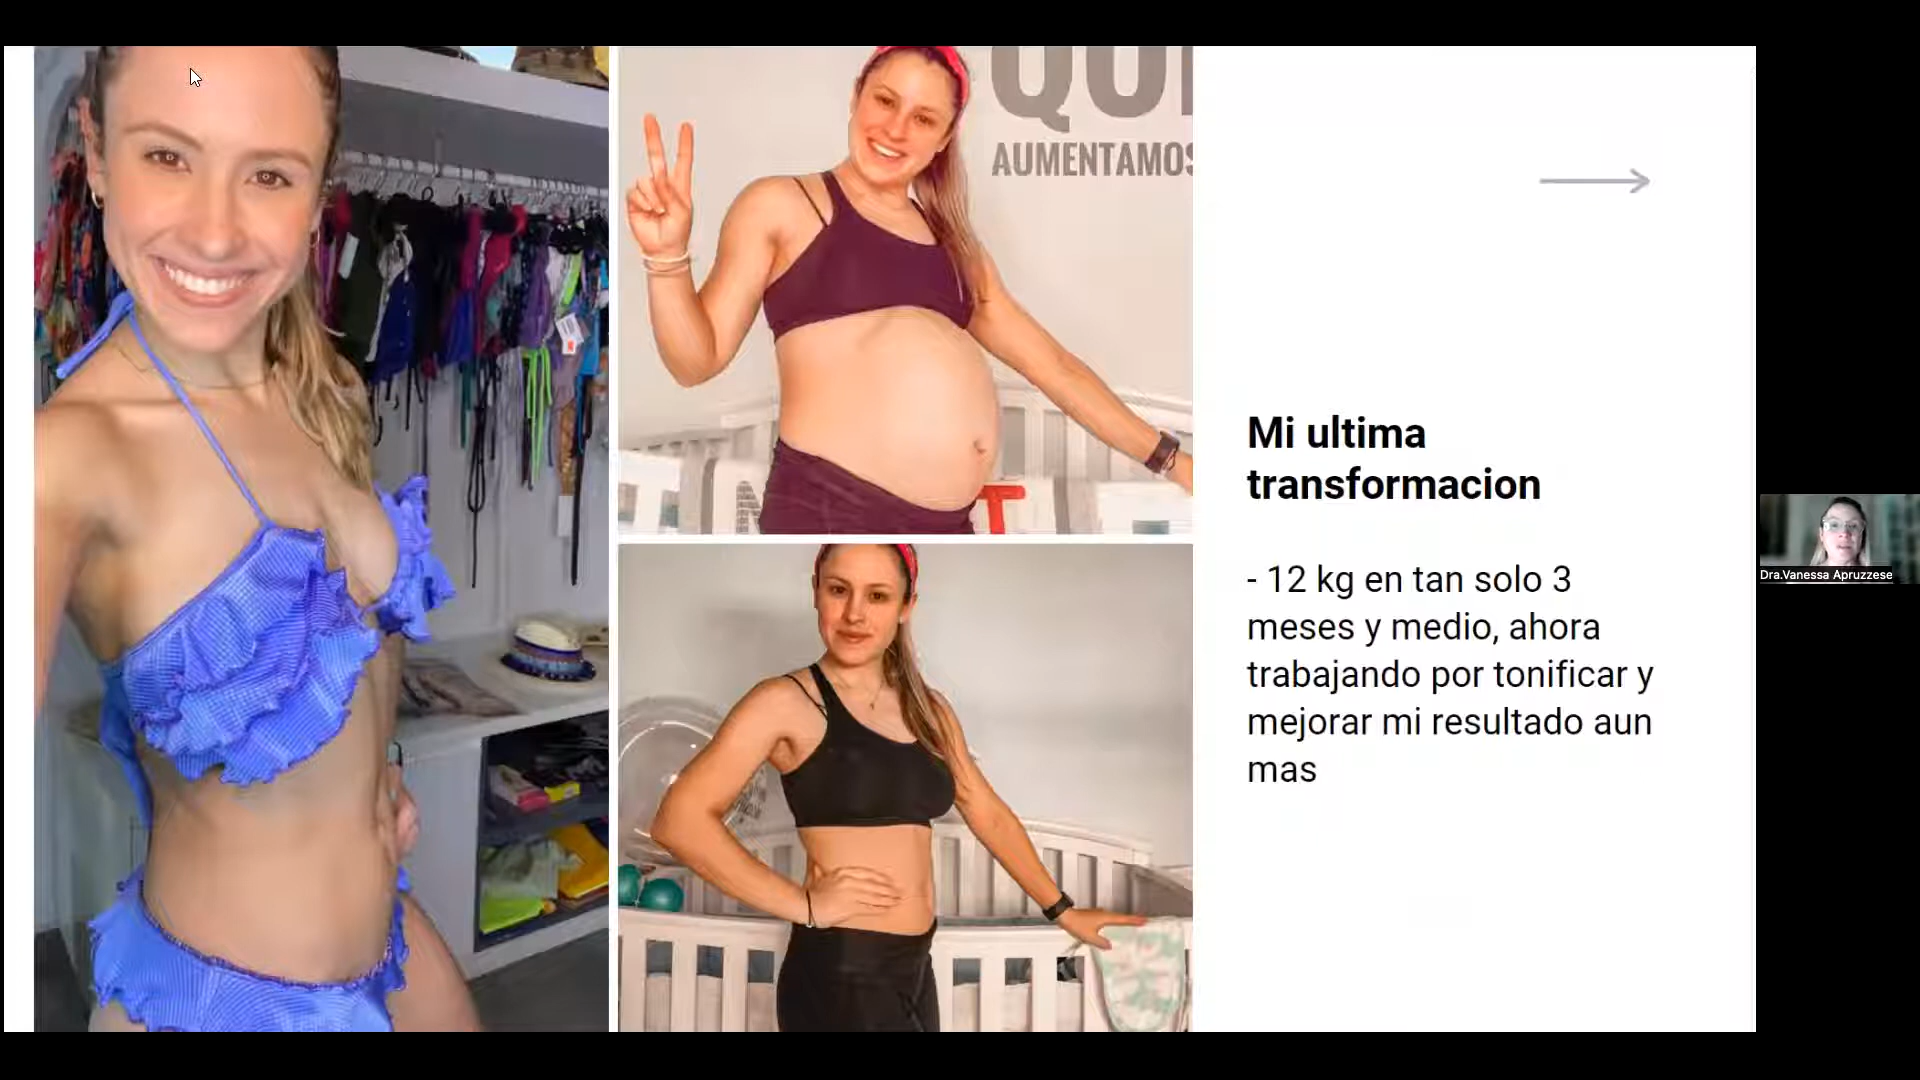 QUI
AUMENTAMOS
Mi ultima
transformacion
- 12 kg en tan solo 3
meses y medio, ahora
trabajando por tonificar y
mejorar mi resultado aun
mas
Dra.Vanessa Apruzzese